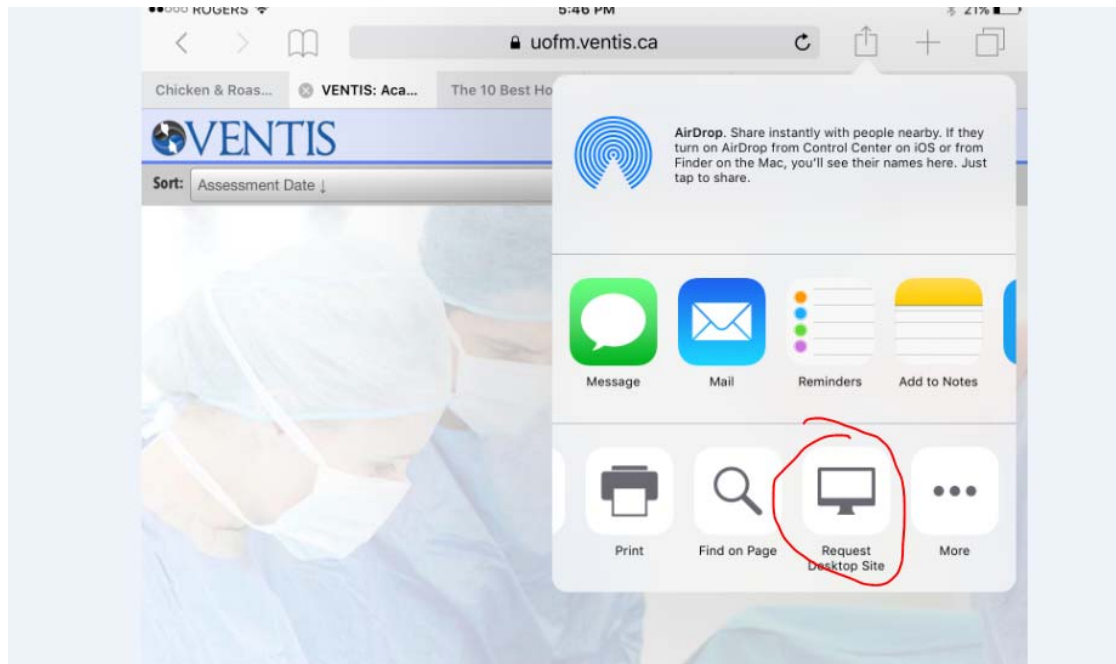 ROGERS 5:46 PM 21%
uofm.ventis.ca
Chicken & Roas... VENTIS: Aca... The 10 Best Ho
VENTIS
Sort: Assessment Date ↓
AirDrop. Share instantly with people nearby. If they
turn on AirDrop from Control Center on iOS or from
Finder on the Mac, you'll see their names here. Just
tap to share.
Message Mail Reminders Add to Notes
Print Find on Page Request
Desktop Site More